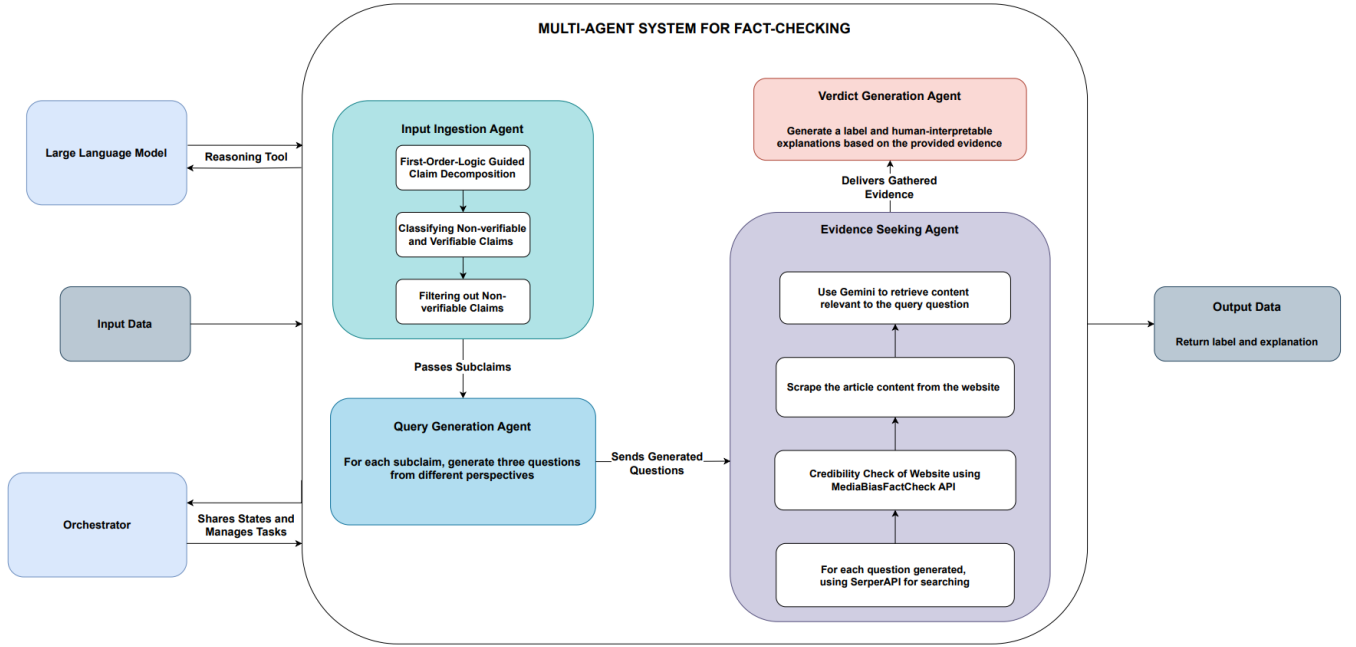 MULTI-AGENT SYSTEM FOR FACT-CHECKING
Large Language Model
Reasoning Tool
Input Data
Orchestrator
Shares States and
Manages Tasks
Input Ingestion Agent
First-Order-Logic Guided
Claim Decomposition
Classifying Non-verifiable
and Verifiable Claims
Filtering out Non-
verifiable Claims
Passes Subclaims
Query Generation Agent
For each subclaim, generate three questions
from different perspectives
Sends Generated
Questions
Verdict Generation Agent
Generate a label and human-interpretable
explanations based on the provided evidence
Delivers Gathered
Evidence
Evidence Seeking Agent
Use Gemini to retrieve content
relevant to the query question
Scrape the article content from the website
Credibility Check of Website using
MediaBiasFactCheck API
For each question generated,
using SerperAPI for searching
Output Data
Return label and explanation